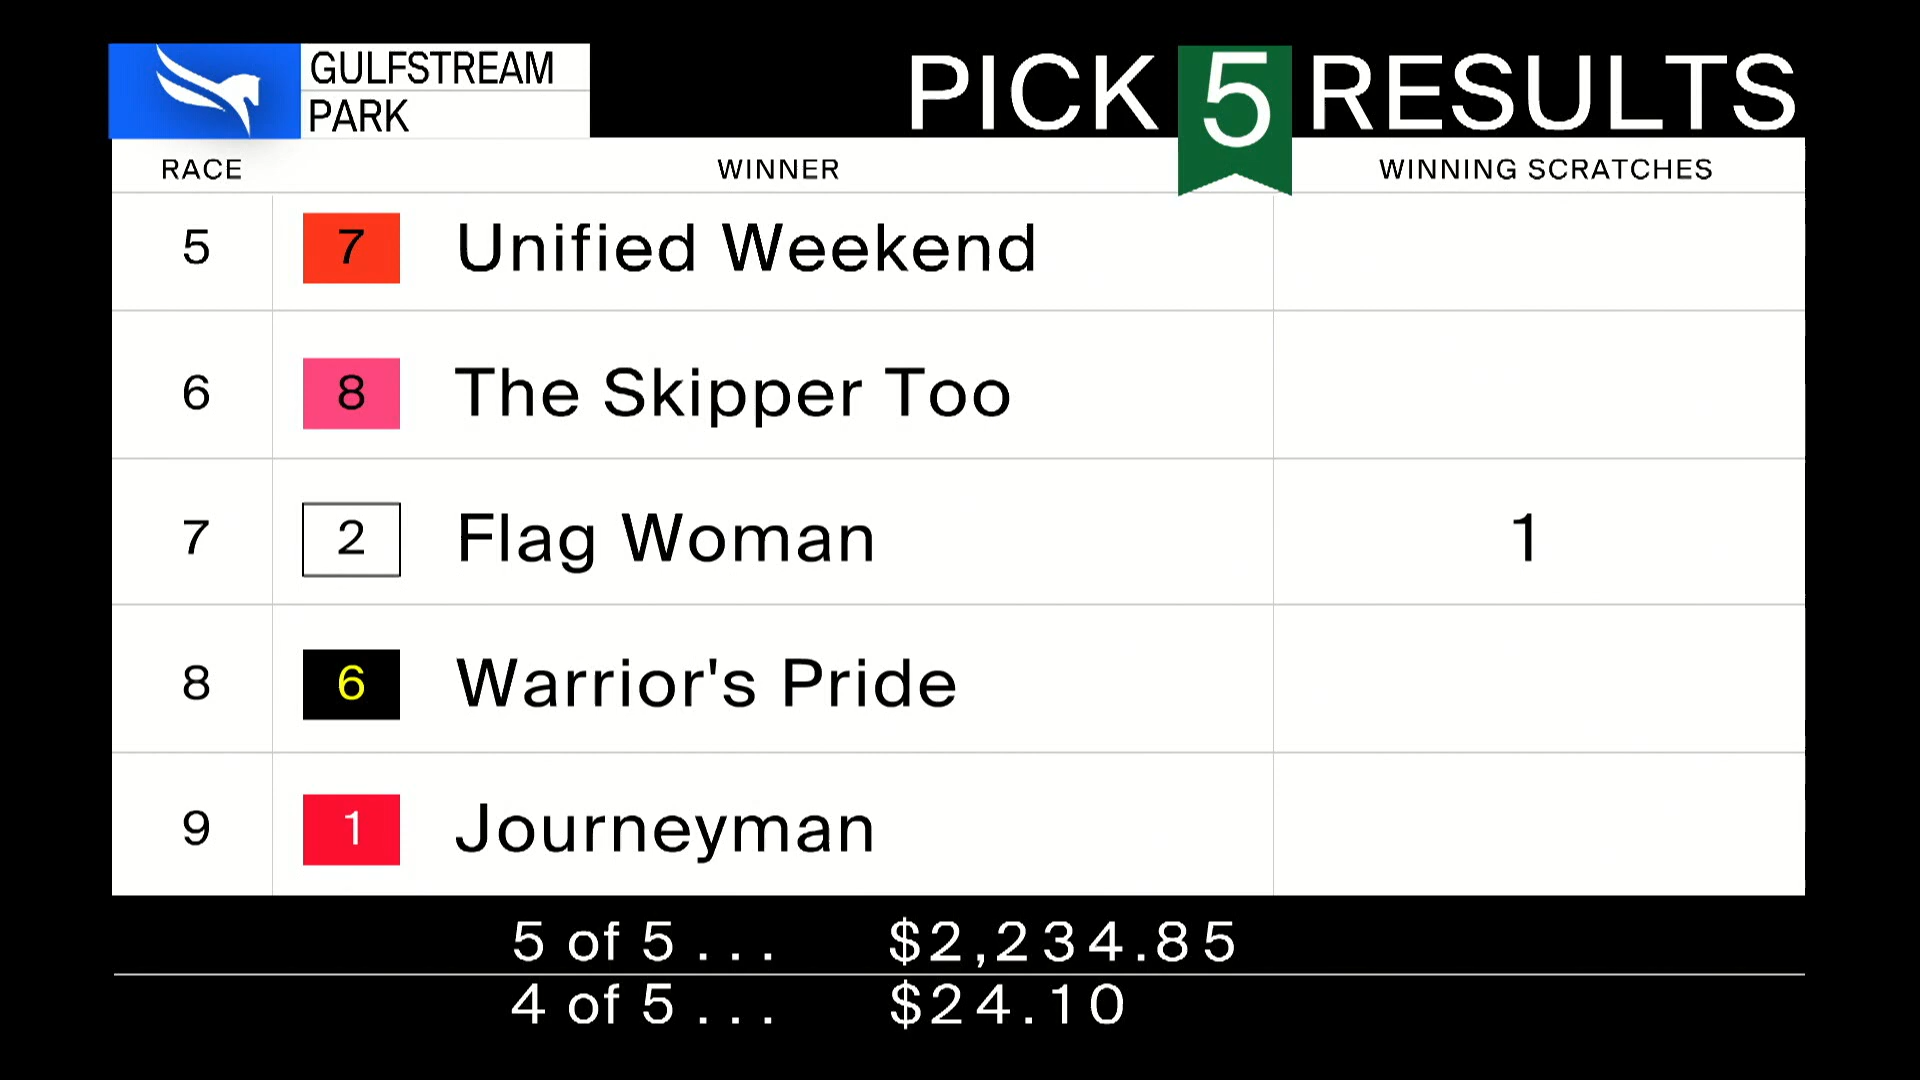 GULFSTREAM
PARK
PICK 5 RESULTS
RACE WINNER WINNING SCRATCHES
5 7 Unified Weekend
6 8 The Skipper Too
7 2 Flag Woman 1
8 6 Warrior's Pride
9 1 Journeyman
5 of 5 . . . $2,234.85
4 of 5 . . . $24.10